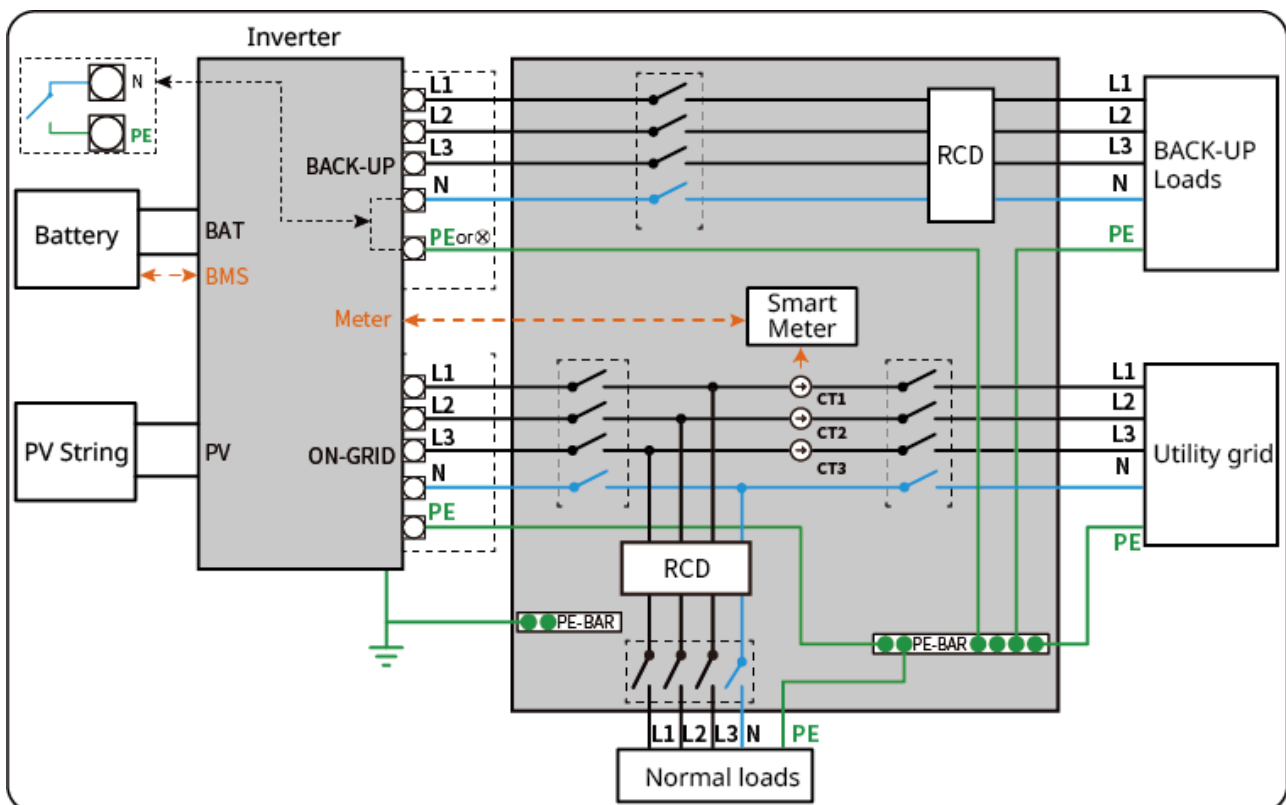 Inverter
N
PE
L1
L2
L3
N
PEor⊗
BACK-UP
RCD
L1
L2
L3
N
PE
BACK-UP
Loads
Battery
BAT
BMS
Meter
Smart
Meter
L1
L2
L3
N
PE
ON-GRID
CT1
CT2
CT3
L1
L2
L3
N
PE
Utility grid
PV String
PV
RCD
PE-BAR
PE-BAR
L1
L2
L3
N
PE
Normal loads